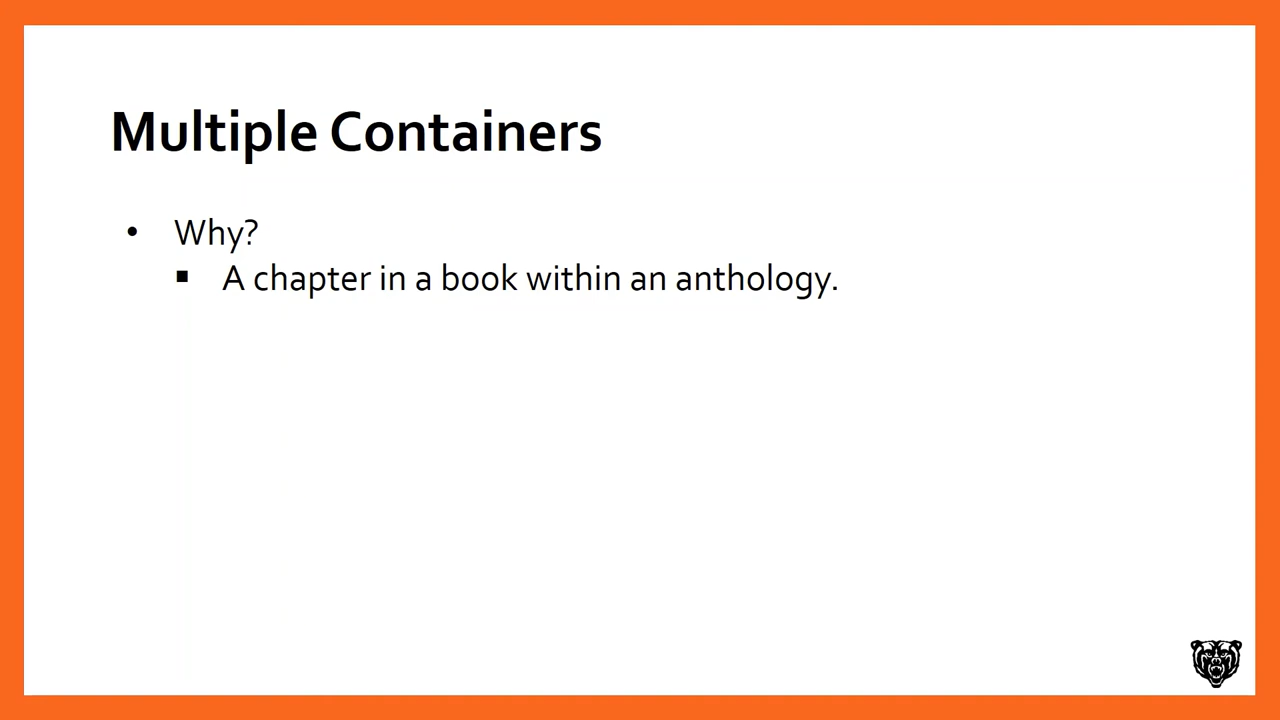 Multiple Containers
• Why?
▪ A chapter in a book within an anthology.